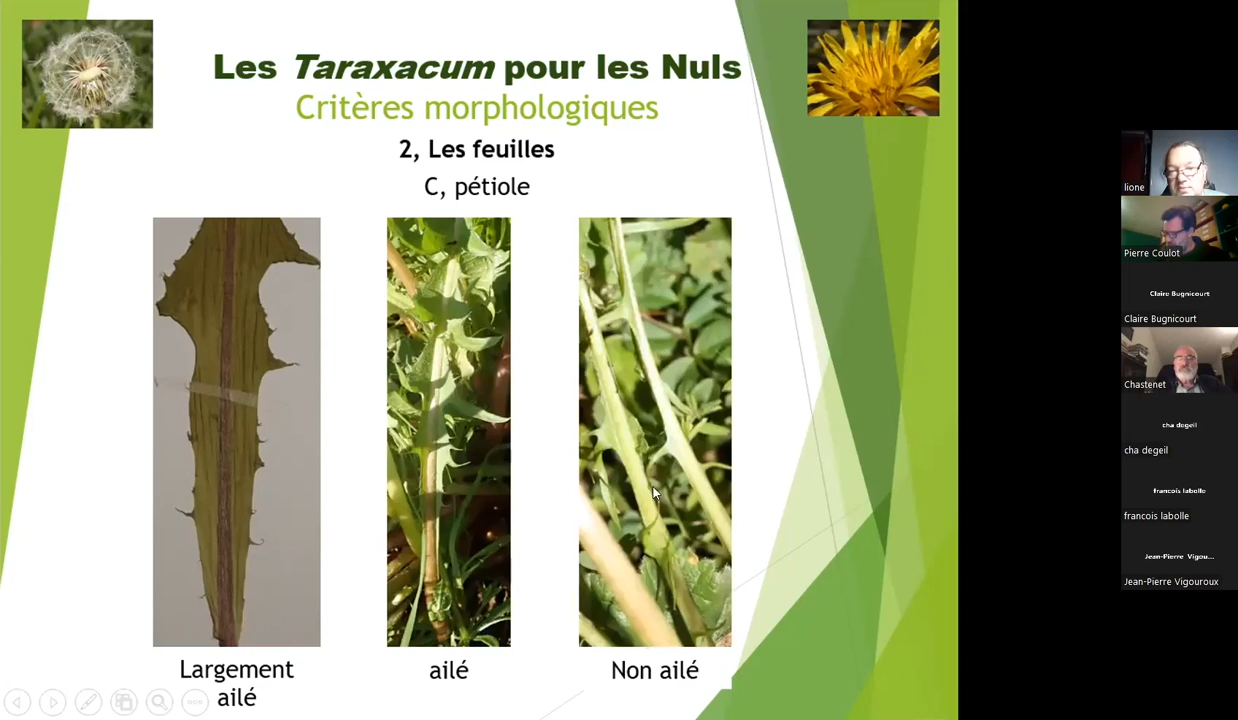 Les Taraxacum pour les Nuls
Critères morphologiques
2, Les feuilles
C, pétiole
Largement
ailé
ailé
Non ailé
lione
Pierre Coulot
Claire Bugnicourt
Claire Bugnicourt
Chastenet
cha degeil
cha degeil
francois labolle
francois labolle
Jean-Pierre Vigou...
Jean-Pierre Vigouroux